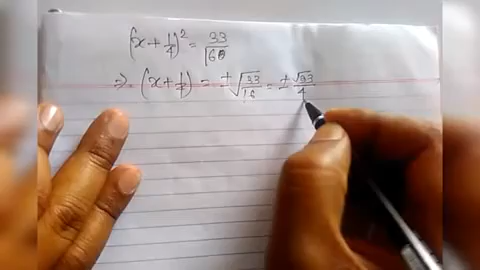 (x + 1/4)² = 33/16
⇒ (x + 1/4) = ±√33/16 = ± √33/4